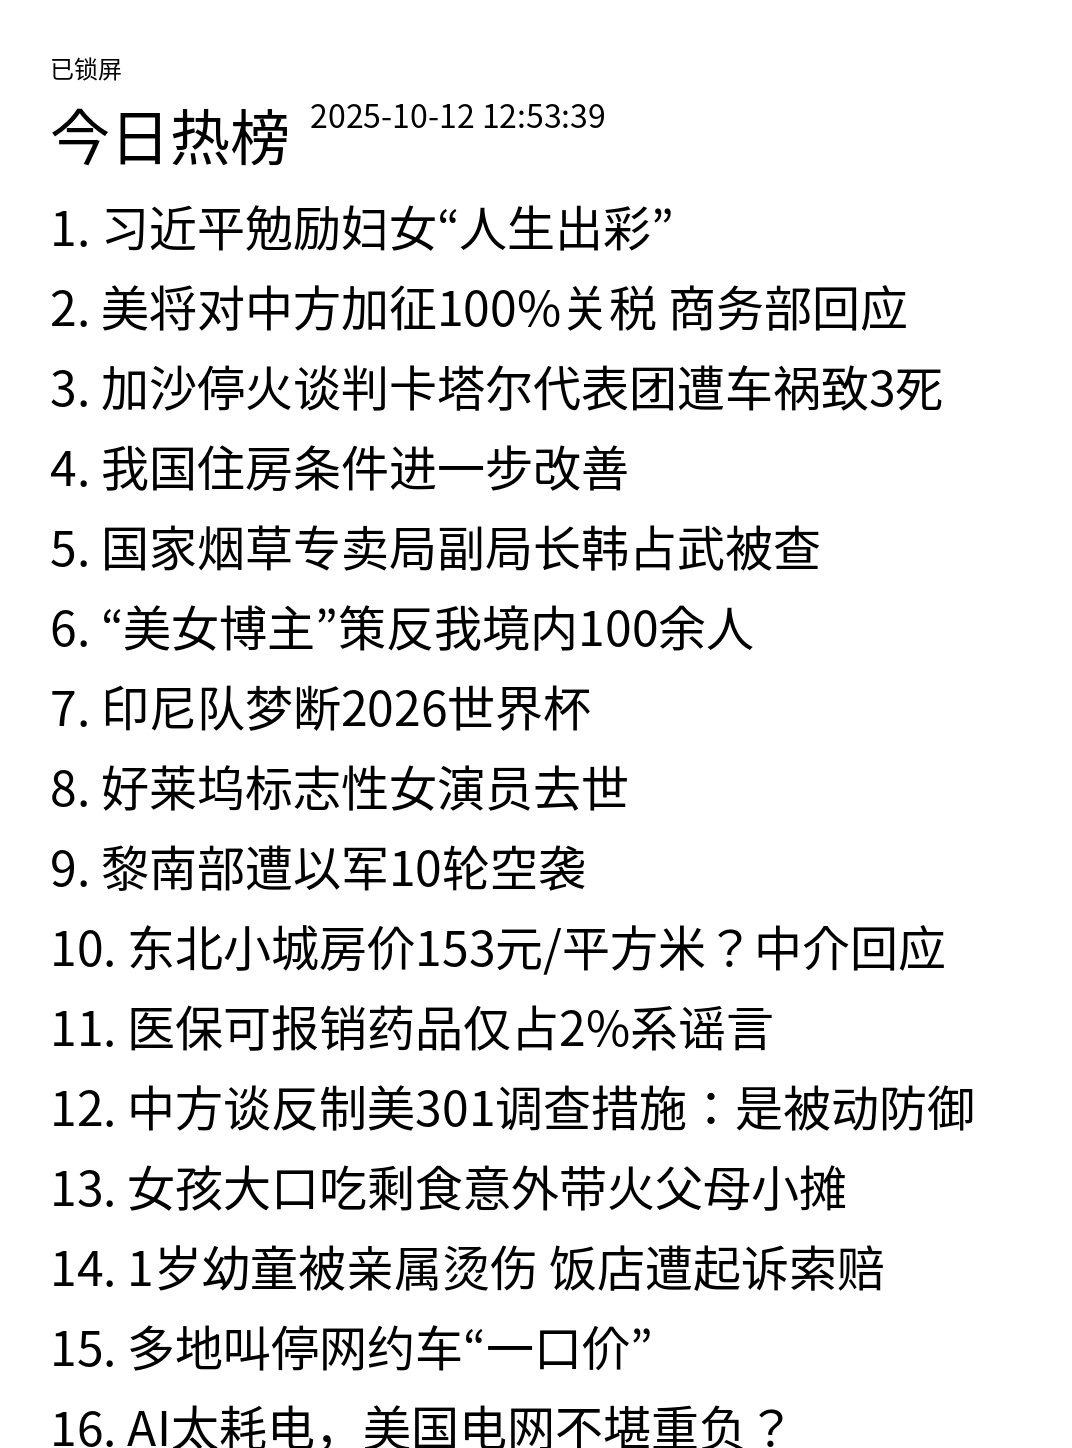 已锁屏
今日热榜 2025-10-12 12:53:39
1. 习近平勉励妇女“人生出彩”
2. 美将对中方加征100%关税 商务部回应
3. 加沙停火谈判卡塔尔代表团遭车祸致3死
4. 我国住房条件进一步改善
5. 国家烟草专卖局副局长韩占武被查
6. “美女博主”策反我境内100余人
7. 印尼队梦断2026世界杯
8. 好莱坞标志性女演员去世
9. 黎南部遭以军10轮空袭
10. 东北小城房价153元/平方米？中介回应
11. 医保可报销药品仅占2%系谣言
12. 中方谈反制美301调查措施：是被动防御
13. 女孩大口吃剩食意外带火父母小摊
14. 1岁幼童被亲属烫伤 饭店遭起诉索赔
15. 多地叫停网约车“一口价”
16. AI太耗电，美国电网不堪重负？